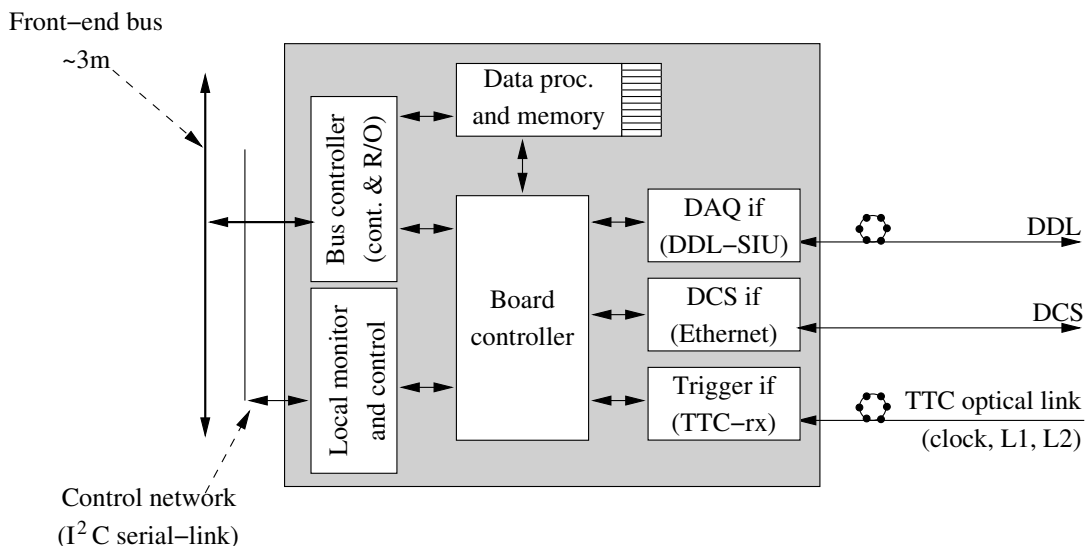 Front−end bus
~3m
Data proc.
and memory
Bus controller
(cont. & R/O)
DAQ if
(DDL−SIU)
DDL
Board
controller
DCS if
(Ethernet)
DCS
Local monitor
and control
Trigger if
(TTC−rx)
TTC optical link
(clock, L1, L2)
Control network
(I² C serial−link)